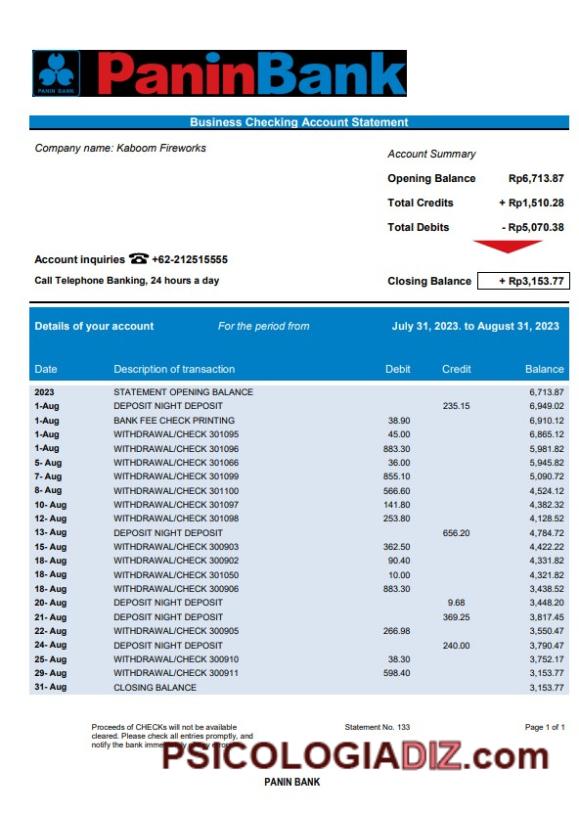 PANIN BANK
PaninBank
Business Checking Account Statement
Company name: Kaboom Fireworks
Account Summary
Opening Balance Rp6,713.87
Total Credits + Rp1,510.28
Total Debits - Rp5,070.38
Account inquiries ☎ +62-212515555
Call Telephone Banking, 24 hours a day
Closing Balance + Rp3,153.77
Details of your account For the period from July 31, 2023. to August 31, 2023
Date Description of transaction Debit Credit Balance
2023 STATEMENT OPENING BALANCE 6,713.87
1-Aug DEPOSIT NIGHT DEPOSIT 235.15 6,949.02
1-Aug BANK FEE CHECK PRINTING 38.90 6,910.12
1-Aug WITHDRAWAL/CHECK 301095 45.00 6,865.12
1-Aug WITHDRAWAL/CHECK 301096 883.30 5,981.82
5- Aug WITHDRAWAL/CHECK 301066 36.00 5,945.82
7- Aug WITHDRAWAL/CHECK 301099 855.10 5,090.72
8- Aug WITHDRAWAL/CHECK 301100 566.60 4,524.12
10- Aug WITHDRAWAL/CHECK 301097 141.80 4,382.32
12- Aug WITHDRAWAL/CHECK 301098 253.80 4,128.52
13- Aug DEPOSIT NIGHT DEPOSIT 656.20 4,784.72
15- Aug WITHDRAWAL/CHECK 300903 362.50 4,422.22
18- Aug WITHDRAWAL/CHECK 300902 90.40 4,331.82
18- Aug WITHDRAWAL/CHECK 301050 10.00 4,321.82
18- Aug WITHDRAWAL/CHECK 300906 883.30 3,438.52
20- Aug DEPOSIT NIGHT DEPOSIT 9.68 3,448.20
21- Aug DEPOSIT NIGHT DEPOSIT 369.25 3,817.45
22- Aug WITHDRAWAL/CHECK 300905 266.98 3,550.47
24- Aug DEPOSIT NIGHT DEPOSIT 240.00 3,790.47
25- Aug WITHDRAWAL/CHECK 300910 38.30 3,752.17
29- Aug WITHDRAWAL/CHECK 300911 598.40 3,153.77
31- Aug CLOSING BALANCE 3,153.77
Proceeds of CHECKs will not be available
cleared. Please check all entries promptly, and
notify the bank
Statement No. 133
Page 1 of 1
PSICOLOGIADIZ.com
PANIN BANK